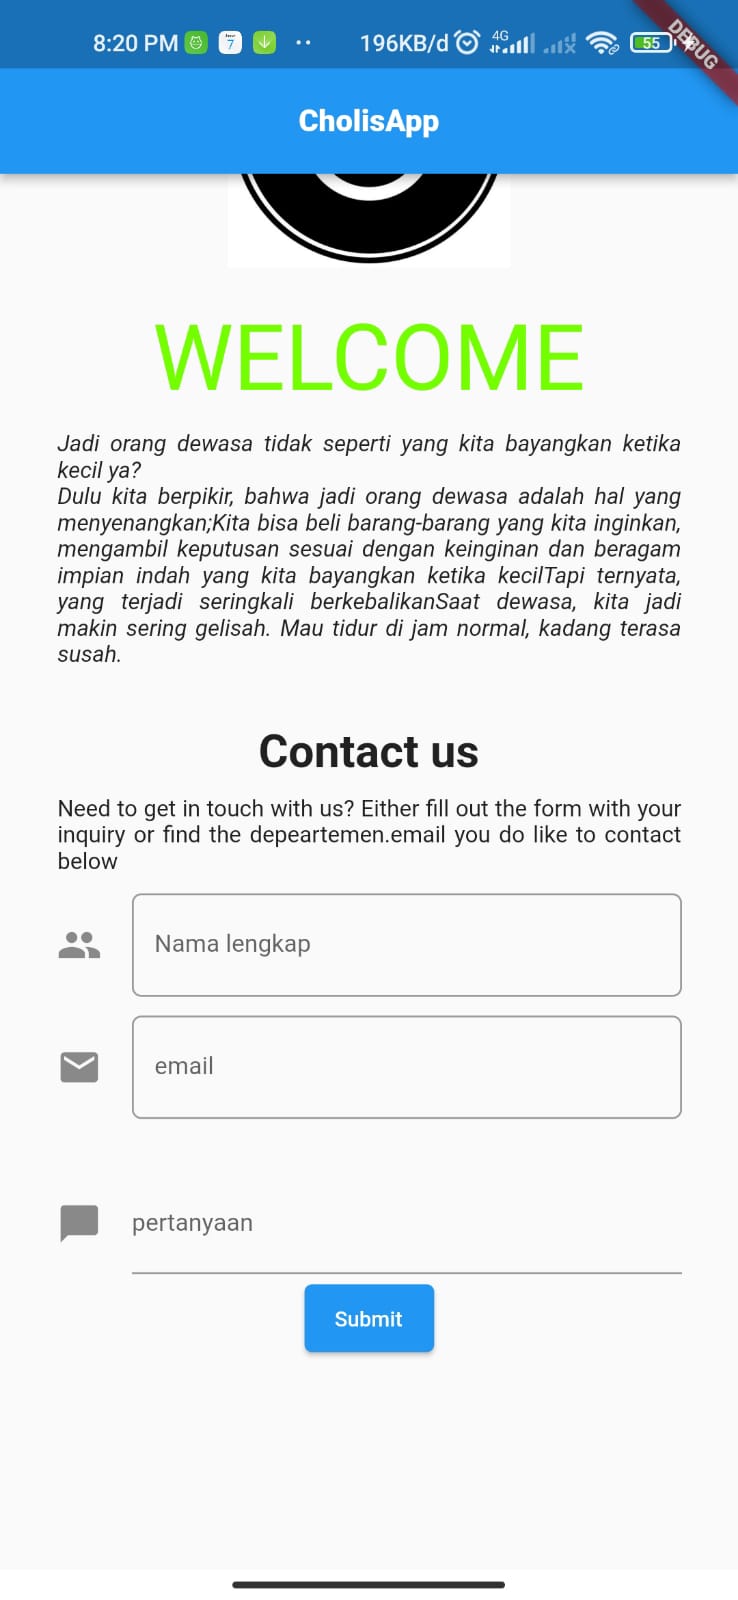 8:20 PM
7
196KB/d
4G
55
DEBUG
CholisApp
WELCOME
Jadi orang dewasa tidak seperti yang kita bayangkan ketika
kecil ya?
Dulu kita berpikir, bahwa jadi orang dewasa adalah hal yang
menyenangkan;Kita bisa beli barang-barang yang kita inginkan,
mengambil keputusan sesuai dengan keinginan dan beragam
impian indah yang kita bayangkan ketika kecilTapi ternyata,
yang terjadi seringkali berkebalikanSaat dewasa, kita jadi
makin sering gelisah. Mau tidur di jam normal, kadang terasa
susah.
Contact us
Need to get in touch with us? Either fill out the form with your
inquiry or find the depeartemen.email you do like to contact
below
Nama lengkap
email
pertanyaan
Submit